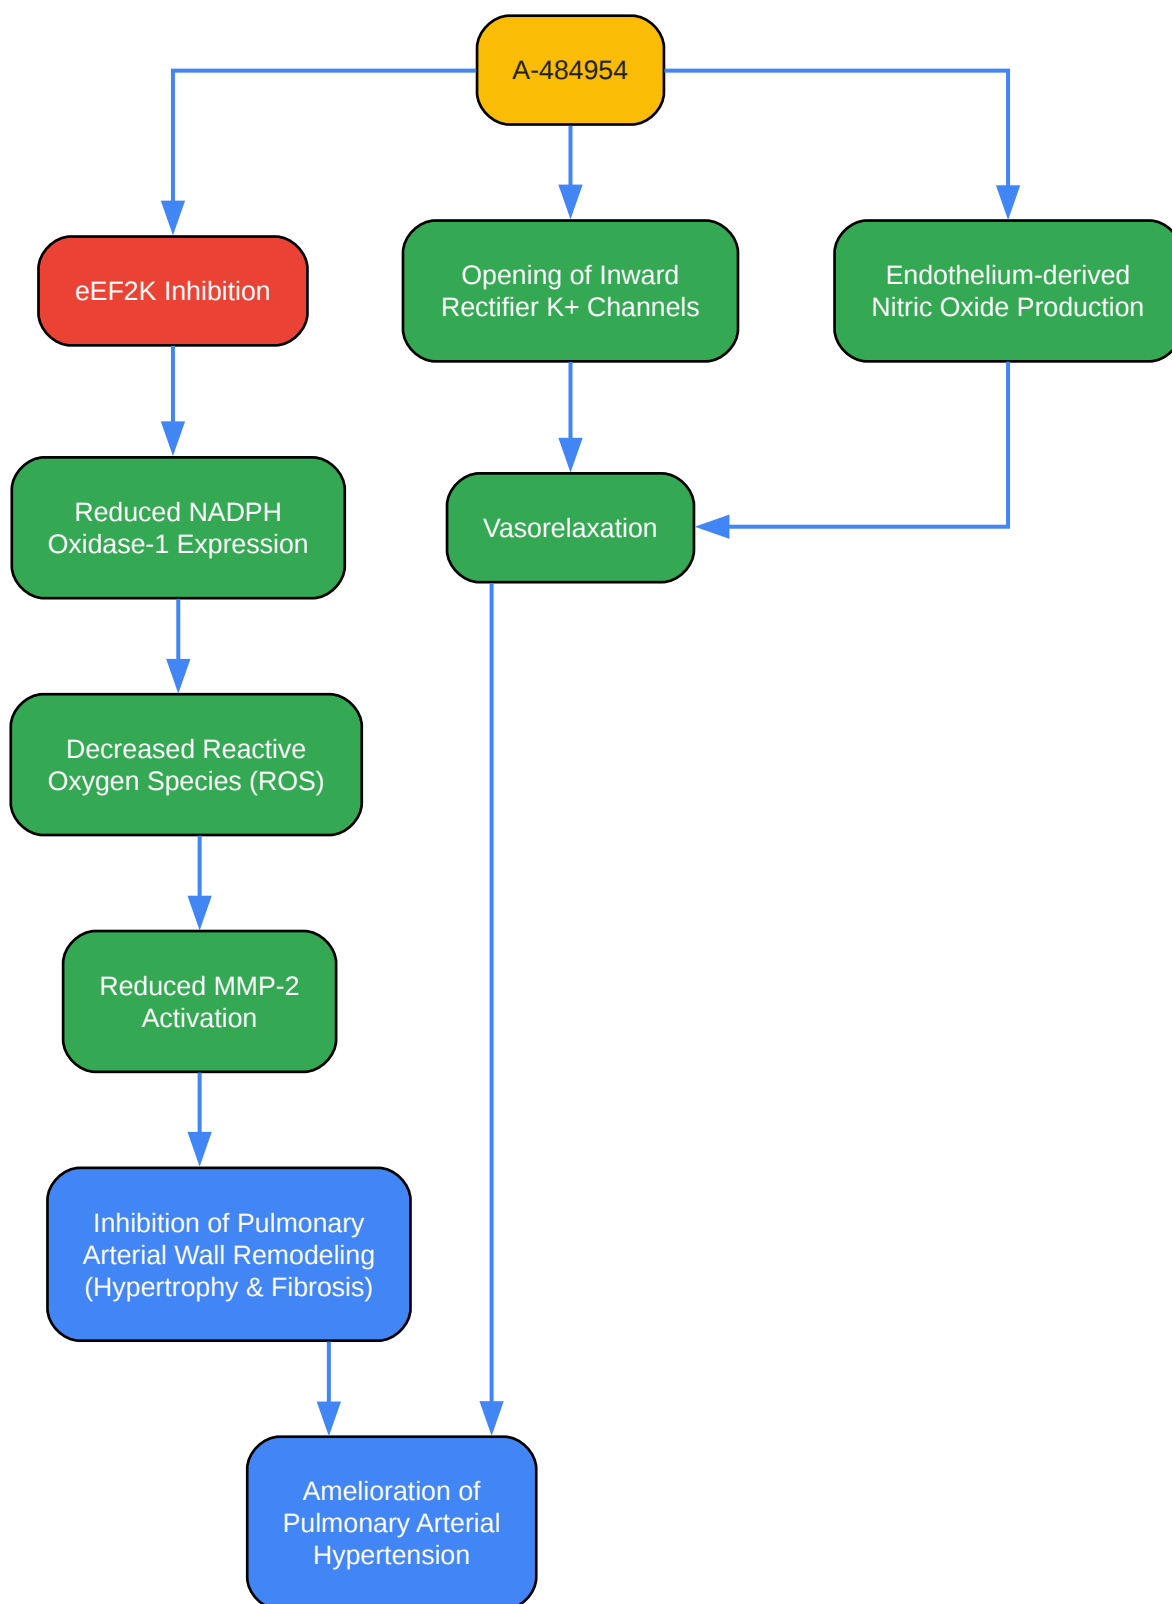 A-484954
eEF2K Inhibition
Opening of Inward
Rectifier K+ Channels
Endothelium-derived
Nitric Oxide Production
Reduced NADPH
Oxidase-1 Expression
Vasorelaxation
Decreased Reactive
Oxygen Species (ROS)
Reduced MMP-2
Activation
Inhibition of Pulmonary
Arterial Wall Remodeling
(Hypertrophy & Fibrosis)
Amelioration of
Pulmonary Arterial
Hypertension